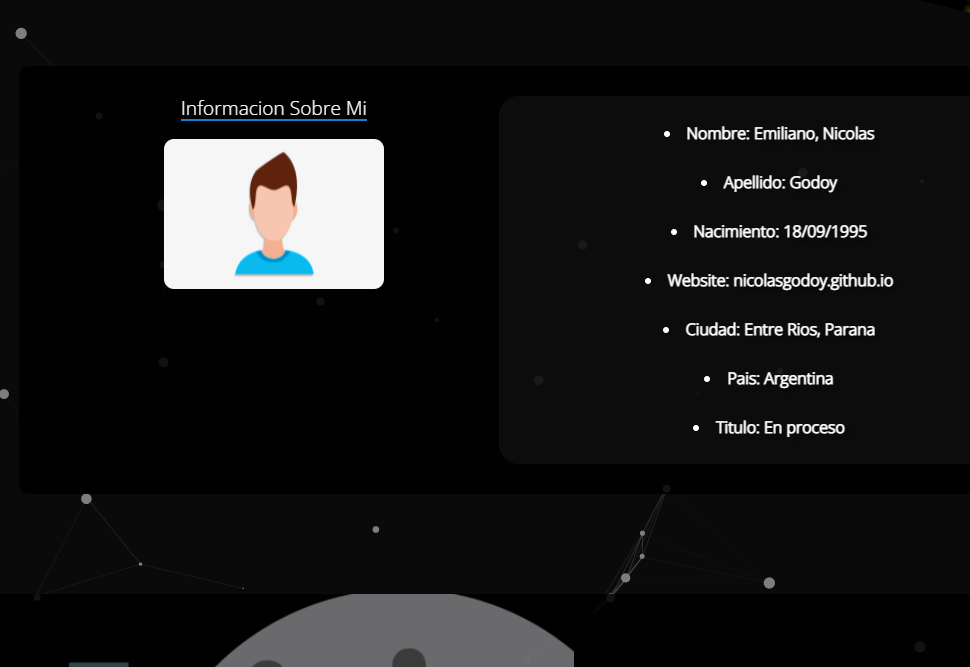 Informacion Sobre Mi
Nombre: Emiliano, Nicolas
Apellido: Godoy
Nacimiento: 18/09/1995
Website: nicolasgodoy.github.io
Ciudad: Entre Rios, Parana
Pais: Argentina
Titulo: En proceso